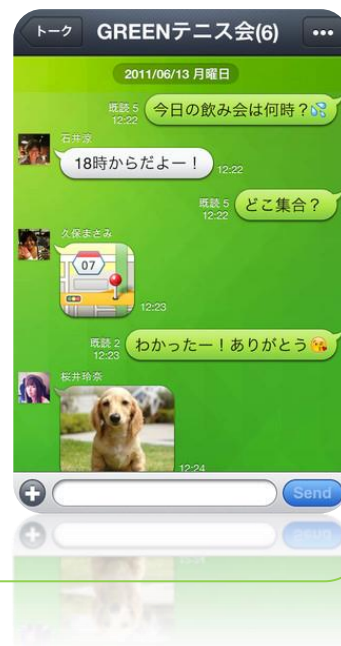 トーク
GREENテニス会(6)
2011/06/13 月曜日
既読 5
12:22
今日の飲み会は何時？
石井涼
18時からだよー！
12:22
既読 5
12:22
どこ集合？
久保まさみ
07
12:23
既読 2
12:23
わかったー！ありがとう
桜井玲奈
12:24
Send